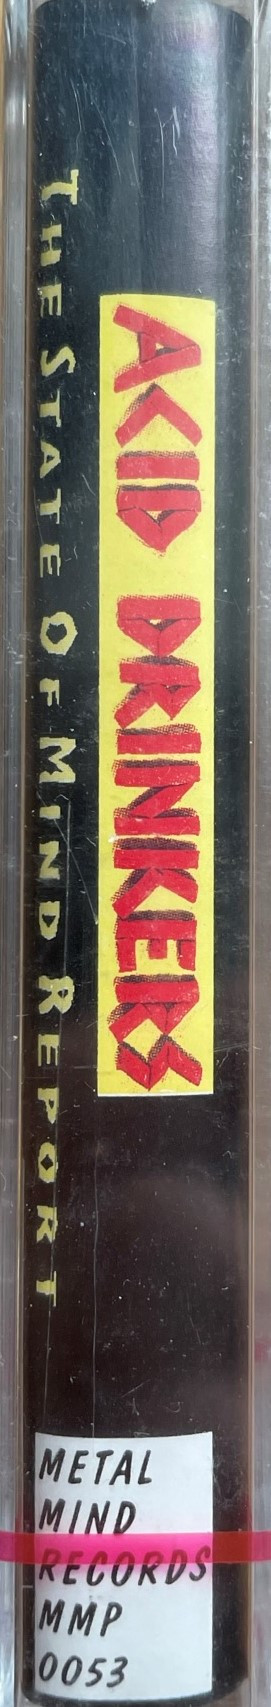 ACID DRINKERS
THE STATE OF MIND REPORT
METAL
MIND
RECORDS
MMP
0053